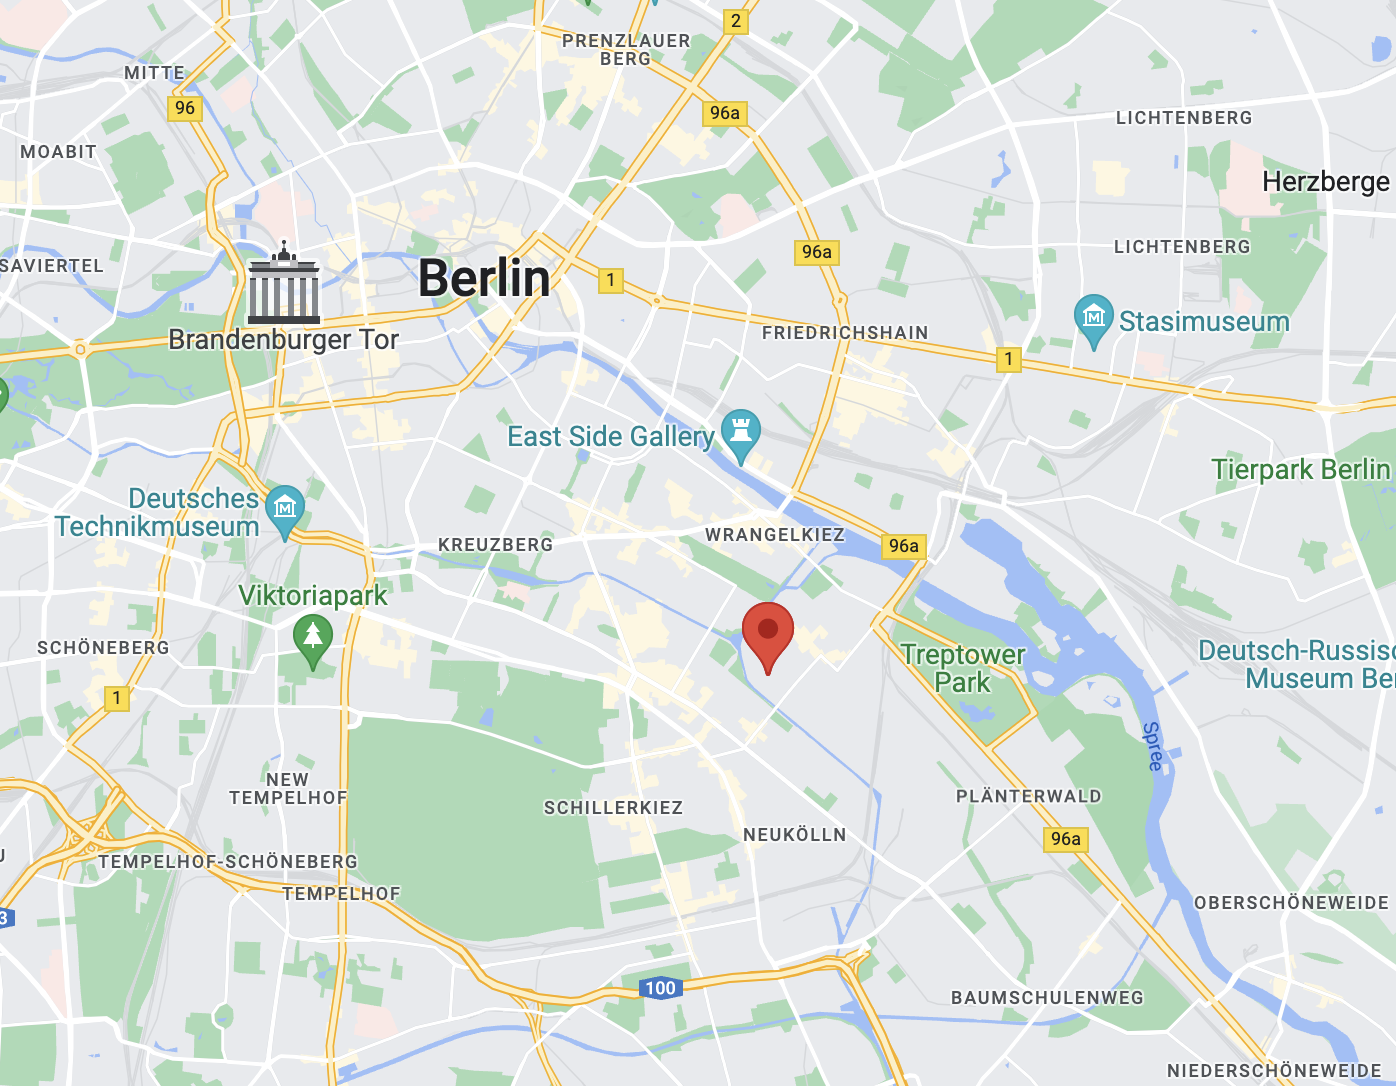 2
PRENZLAUER
BERG
MITTE
96
96a
LICHTENBERG
MOABIT
Herzberge
96a
LICHTENBERG
SAVIERTEL
Berlin
1
Stasimuseum
FRIEDRICHSHAIN
Brandenburger Tor
1
East Side Gallery
Tierpark Berlin
Deutsches
Technikmuseum
WRANGELKIEZ
KREUZBERG
96a
Viktoriapark
SCHÖNEBERG
Treptower
Park
Deutsch-Russisc
Museum Ber
1
Spree
NEW
TEMPELHOF
PLÄNTERWALD
SCHILLERKIEZ
NEUKÖLLN
96a
U
TEMPELHOF-SCHÖNEBERG
TEMPELHOF
OBERSCHÖNEWEIDE
3
100
BAUMSCHULENWEG
NIEDERSCHÖNEWEIDE